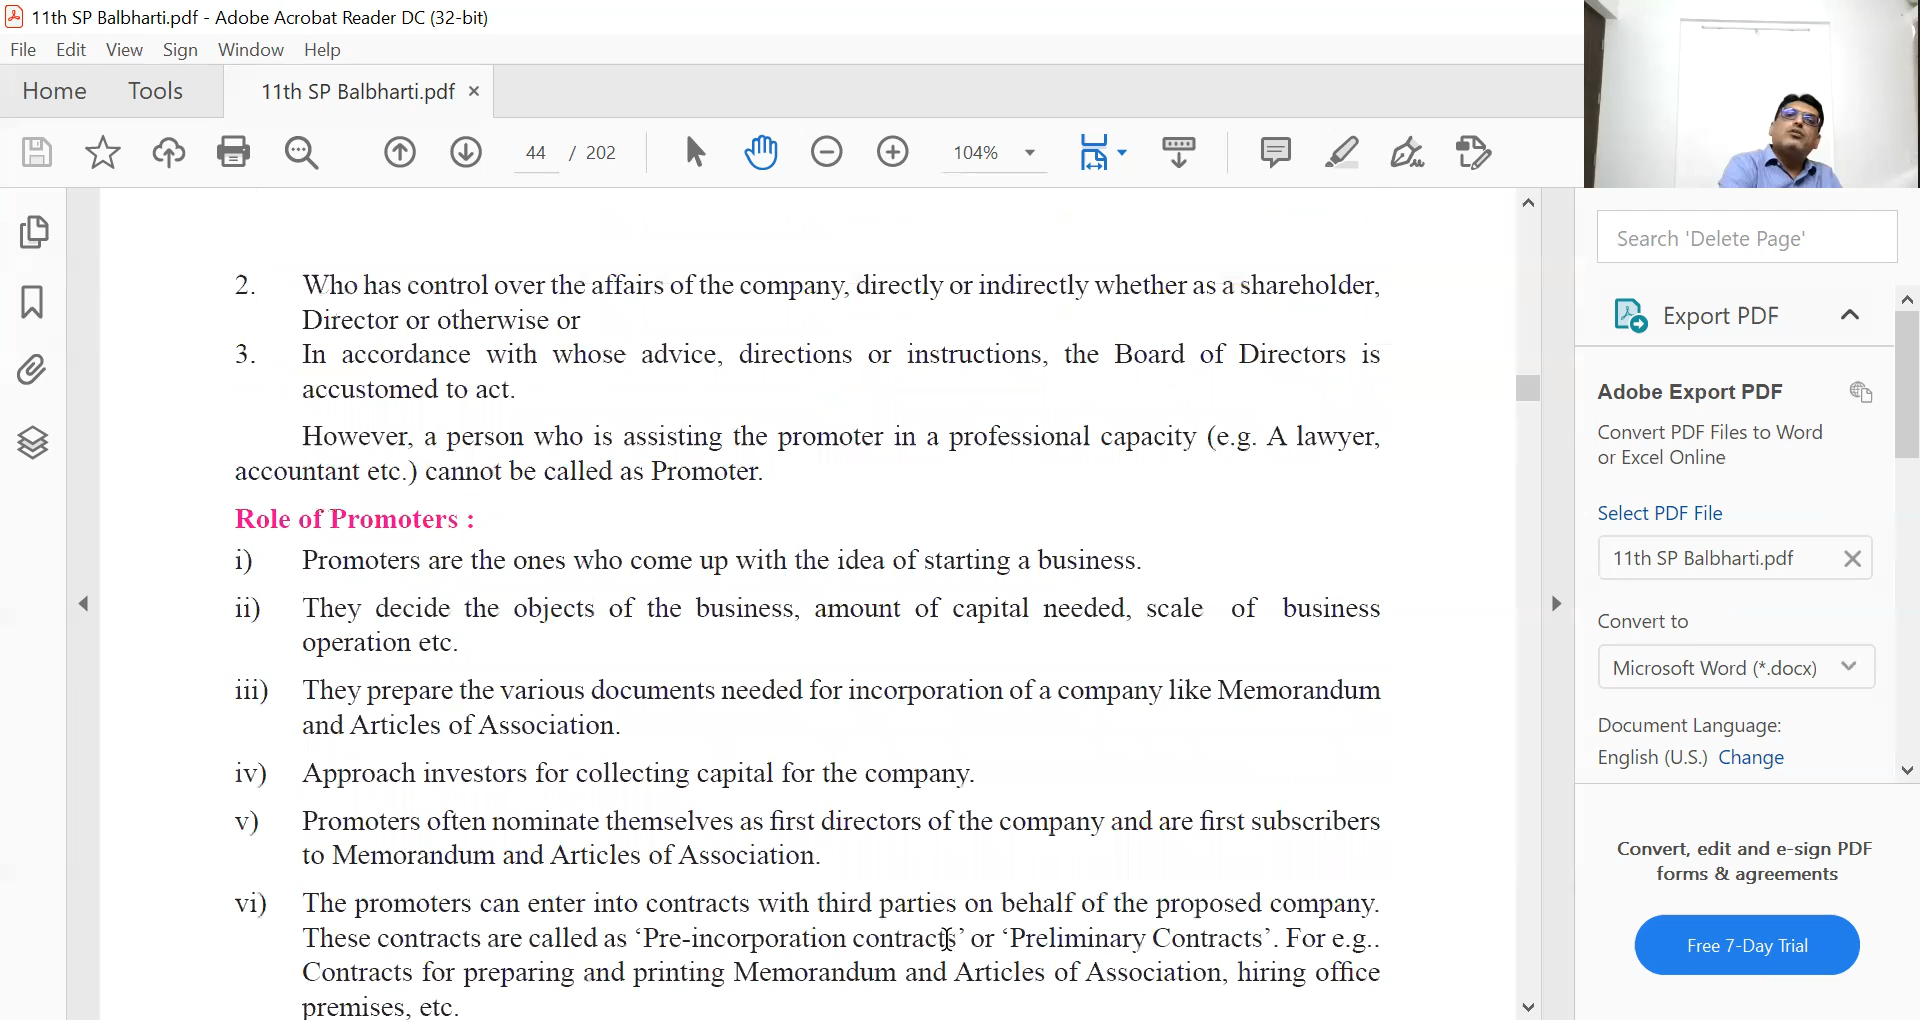 11th SP Balbharti.pdf - Adobe Acrobat Reader DC (32-bit)
File Edit View Sign Window Help
Home Tools 11th SP Balbharti.pdf ×
44 / 202 104%
2. Who has control over the affairs of the company, directly or indirectly whether as a shareholder,
Director or otherwise or
3. In accordance with whose advice, directions or instructions, the Board of Directors is
accustomed to act.
However, a person who is assisting the promoter in a professional capacity (e.g. A lawyer,
accountant etc.) cannot be called as Promoter.
Role of Promoters :
i) Promoters are the ones who come up with the idea of starting a business.
ii) They decide the objects of the business, amount of capital needed, scale of business
operation etc.
iii) They prepare the various documents needed for incorporation of a company like Memorandum
and Articles of Association.
iv) Approach investors for collecting capital for the company.
v) Promoters often nominate themselves as first directors of the company and are first subscribers
to Memorandum and Articles of Association.
vi) The promoters can enter into contracts with third parties on behalf of the proposed company.
These contracts are called as ‘Pre-incorporation contracts’ or ‘Preliminary Contracts’. For e.g..
Contracts for preparing and printing Memorandum and Articles of Association, hiring office
premises, etc.
Search 'Delete Page'
Export PDF
Adobe Export PDF
Convert PDF Files to Word
or Excel Online
Select PDF File
11th SP Balbharti.pdf
Convert to
Microsoft Word (*.docx)
Document Language:
English (U.S.) Change
Convert, edit and e-sign PDF
forms & agreements
Free 7-Day Trial